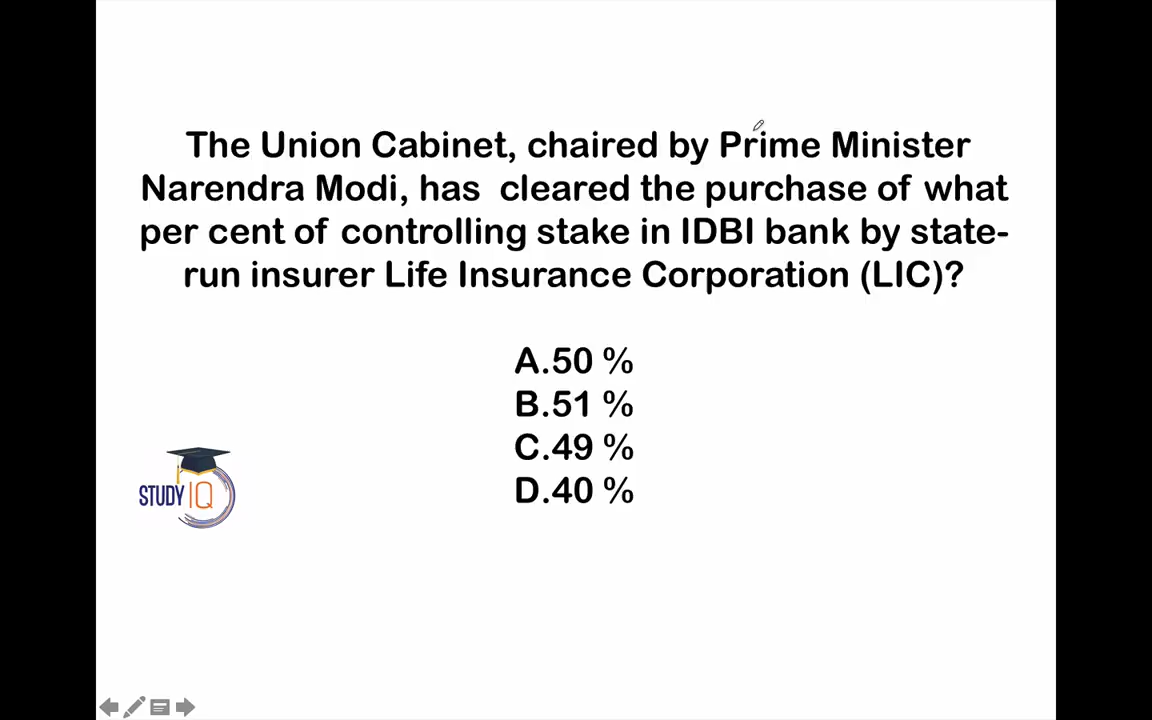 The Union Cabinet, chaired by Prime Minister
Narendra Modi, has cleared the purchase of what
per cent of controlling stake in IDBI bank by state-
run insurer Life Insurance Corporation (LIC)?
A.50 %
B.51 %
C.49 %
D.40 %
STUDY IQ